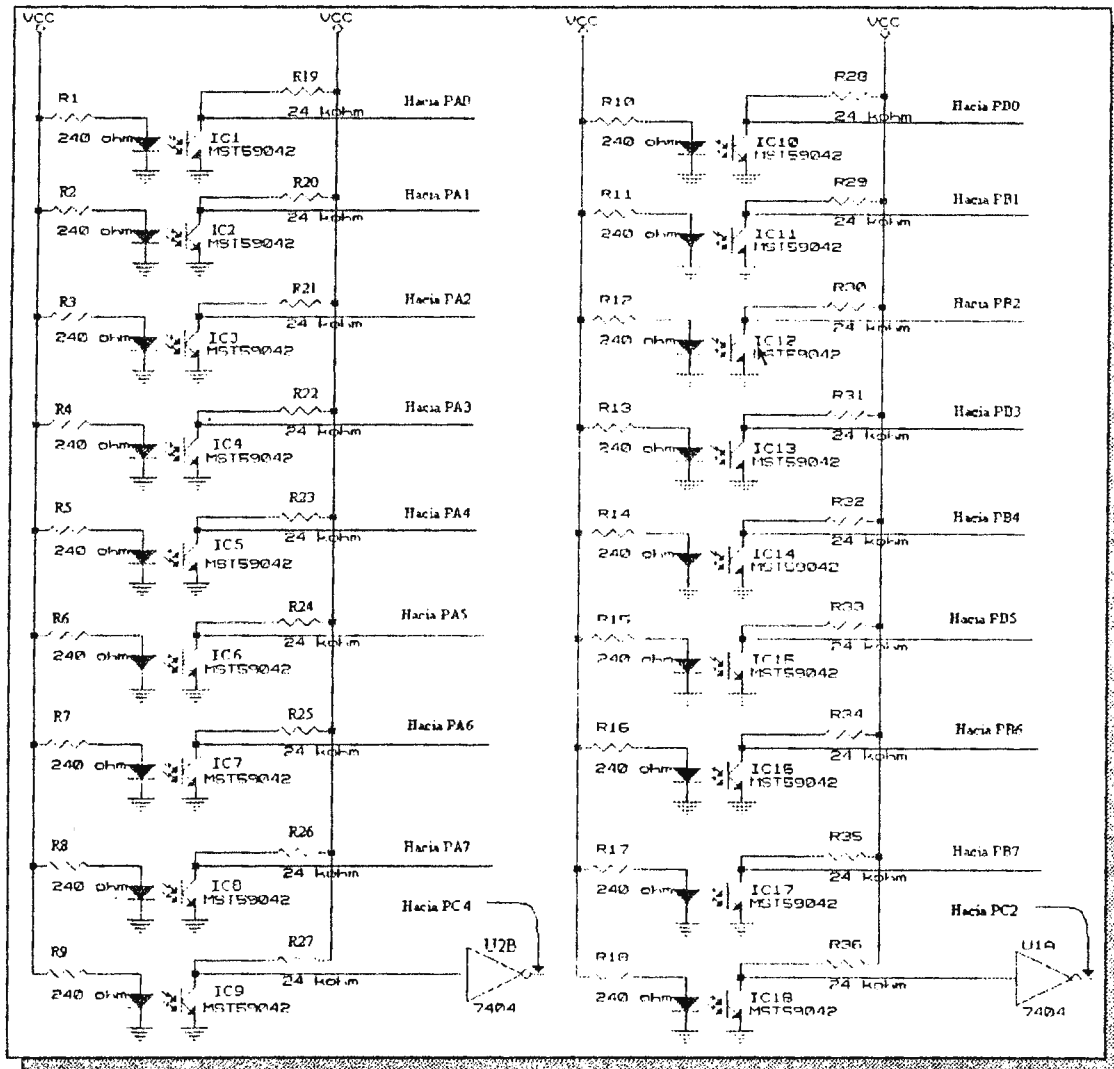 VCC VCC VCC VCC
R1
240 ohm
R19
24 kohm
Hacia PA0
IC1
MST59042
R2
240 ohm
R20
24 kohm
Hacia PA1
IC2
MST59042
R3
240 ohm
R21
24 kohm
Hacia PA2
IC3
MST59042
R4
240 ohm
R22
24 kohm
Hacia PA3
IC4
MST59042
R5
240 ohm
R23
24 kohm
Hacia PA4
IC5
MST59042
R6
240 ohm
R24
24 kohm
Hacia PA5
IC6
MST59042
R7
240 ohm
R25
24 kohm
Hacia PA6
IC7
MST59042
R8
240 ohm
R26
24 kohm
Hacia PA7
IC8
MST59042
Hacia PC4
R9
240 ohm
R27
24 kohm
U2B
IC9
MST59042
7404
R10
240 ohm
R28
24 kohm
Hacia PB0
IC10
MST59042
R11
240 ohm
R29
24 kohm
Hacia PB1
IC11
MST59042
R12
240 ohm
R30
24 kohm
Hacia PB2
IC12
MST59042
R13
240 ohm
R31
24 kohm
Hacia PB3
IC13
MST59042
R14
240 ohm
R32
24 kohm
Hacia PB4
IC14
MST59042
R15
240 ohm
R33
24 kohm
Hacia PB5
IC15
MST59042
R16
240 ohm
R34
24 kohm
Hacia PB6
IC16
MST59042
R17
240 ohm
R35
24 kohm
Hacia PB7
IC17
MST59042
Hacia PC2
R18
240 ohm
R36
24 kohm
U1A
IC18
MST59042
7404